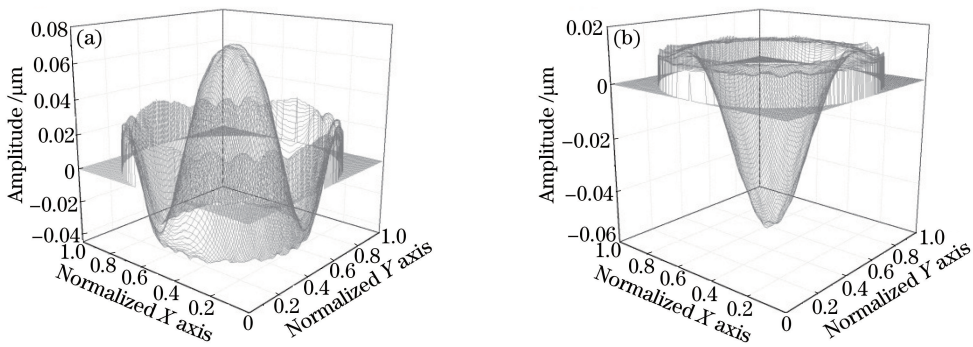 (a)
Amplitude /μm
0.08
0.06
0.04
0.02
0
−0.02
−0.04
1.0 0.8 0.6 0.4 0.2 0
Normalized X axis
0.2 0.4 0.6 0.8 1.0
Normalized Y axis
(b)
Amplitude /μm
0.02
0
−0.02
−0.04
−0.06
1.0 0.8 0.6 0.4 0.2 0
Normalized X axis
0.2 0.4 0.6 0.8 1.0
Normalized Y axis